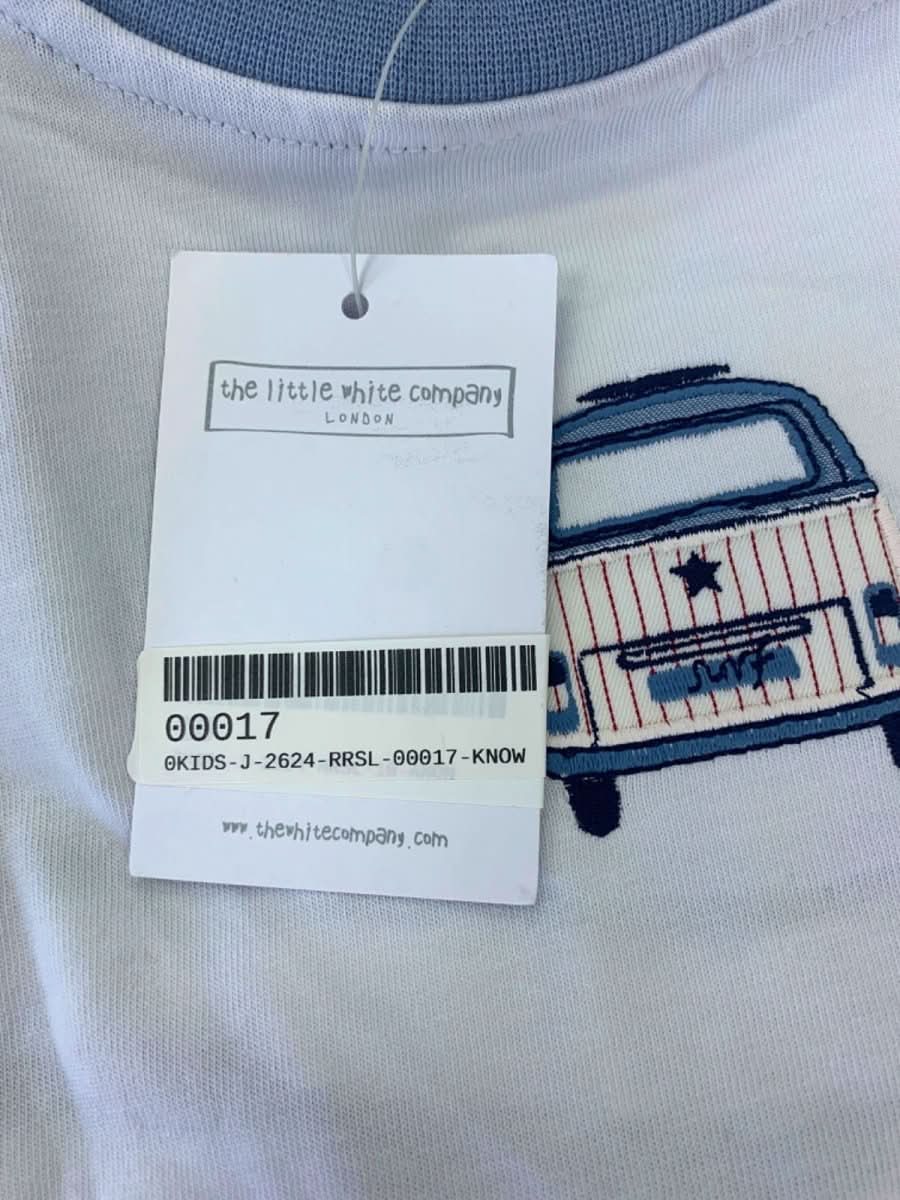 the little white company
LONDON
00017
0KIDS-J-2624-RRSL-00017-KNOW
www.thewhitecompany.com